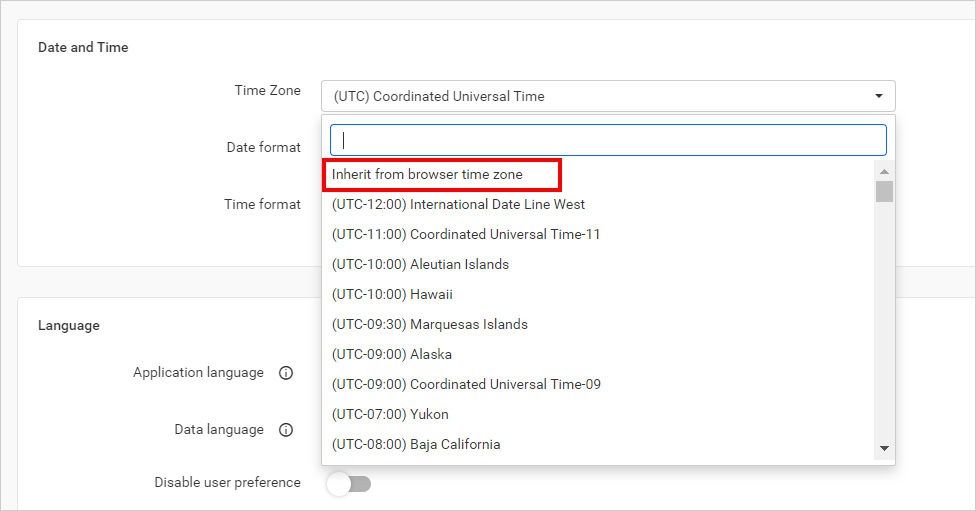 Date and Time
Time Zone
(UTC) Coordinated Universal Time
Date format
Time format
Inherit from browser time zone
(UTC-12:00) International Date Line West
(UTC-11:00) Coordinated Universal Time-11
(UTC-10:00) Aleutian Islands
(UTC-10:00) Hawaii
(UTC-09:30) Marquesas Islands
(UTC-09:00) Alaska
(UTC-09:00) Coordinated Universal Time-09
(UTC-07:00) Yukon
(UTC-08:00) Baja California
Language
Application language
Data language
Disable user preference